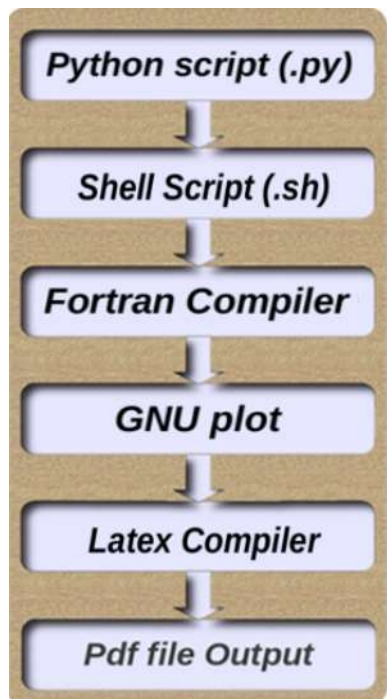 Python script (.py)
Shell Script (.sh)
Fortran Compiler
GNU plot
Latex Compiler
Pdf file Output